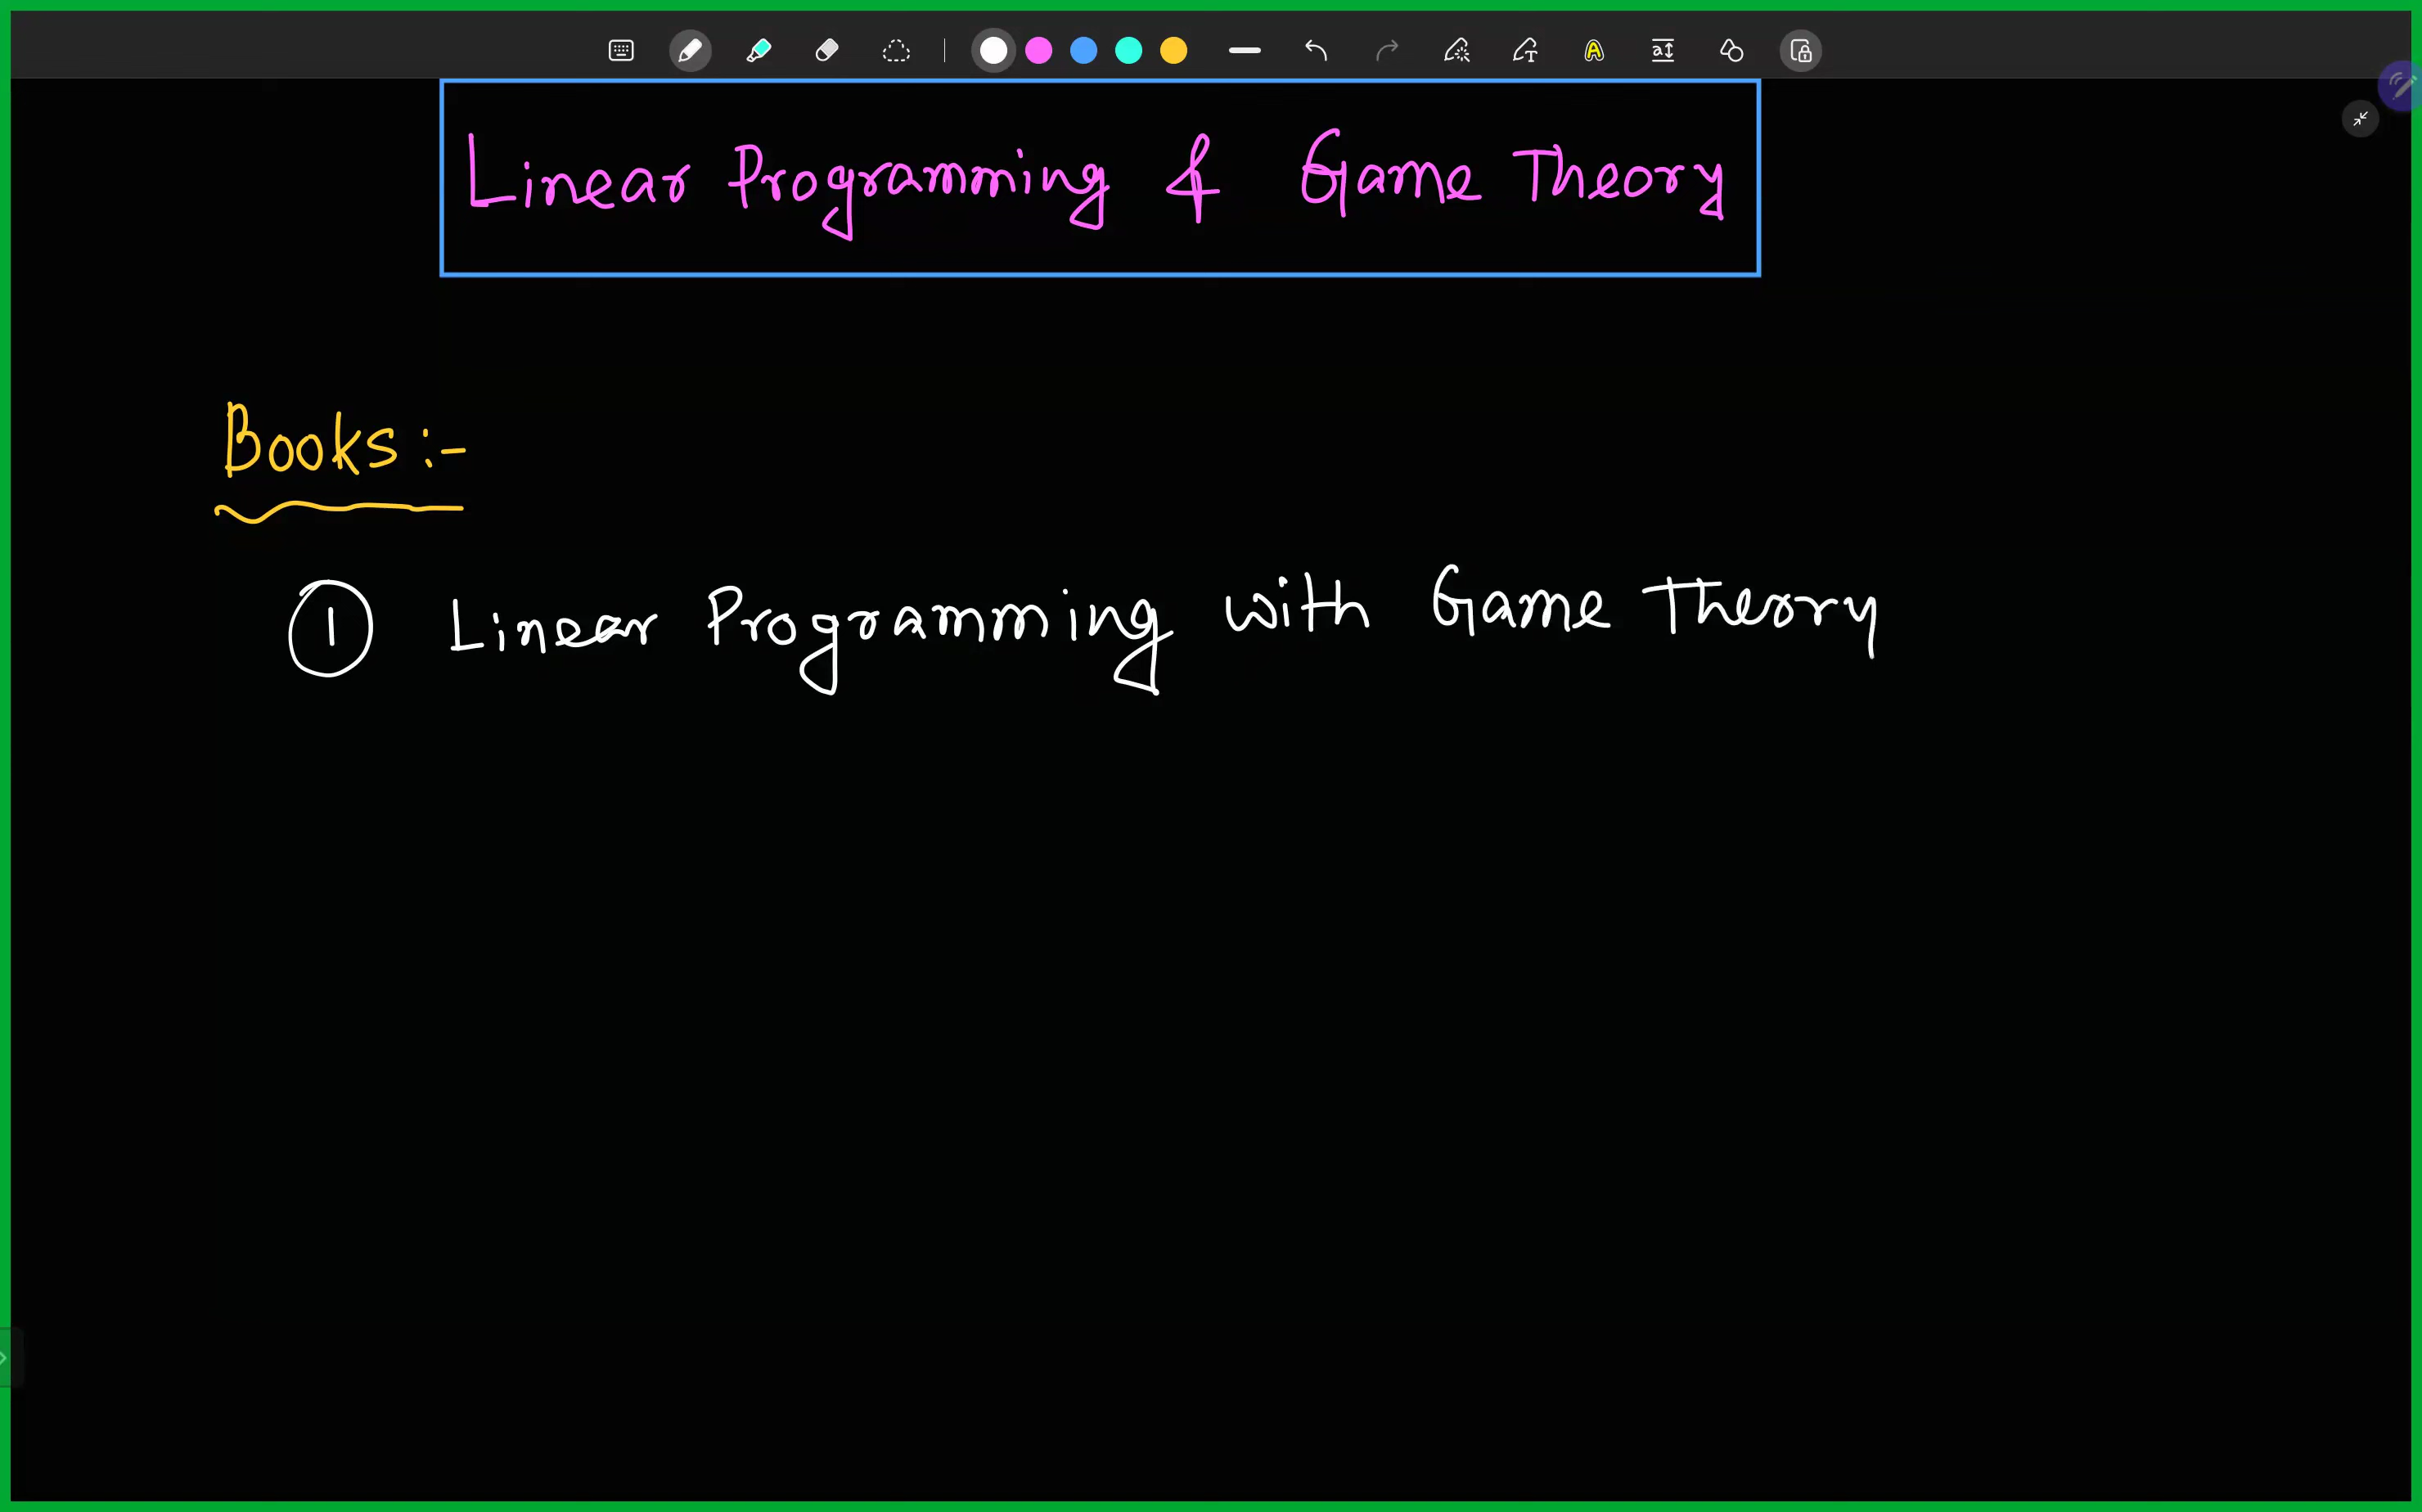 Linear Programming & Game Theory
Books :-
① Linear Programming with Game Theory